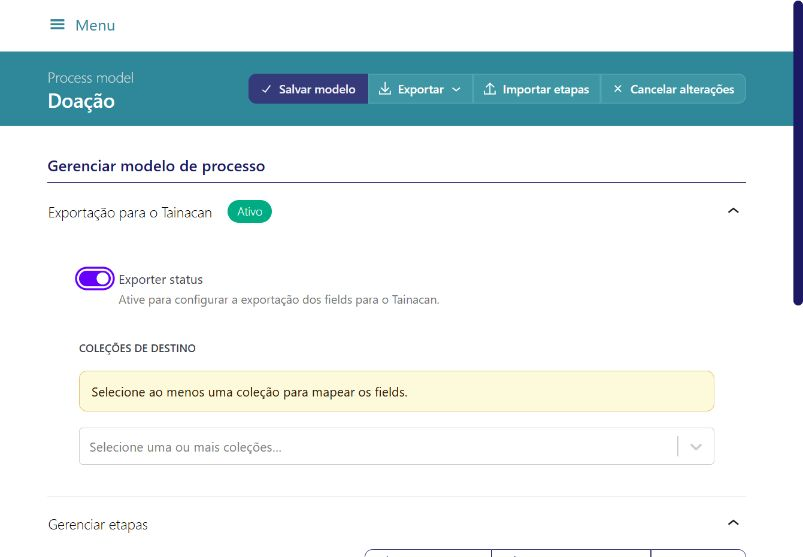 Menu
Process model
Doação
Salvar modelo
Exportar
Importar etapas
Cancelar alterações
Gerenciar modelo de processo
Exportação para o Tainacan
Ativo
Exporter status
Ative para configurar a exportação dos fields para o Tainacan.
COLEÇÕES DE DESTINO
Selecione ao menos uma coleção para mapear os fields.
Selecione uma ou mais coleções...
Gerenciar etapas